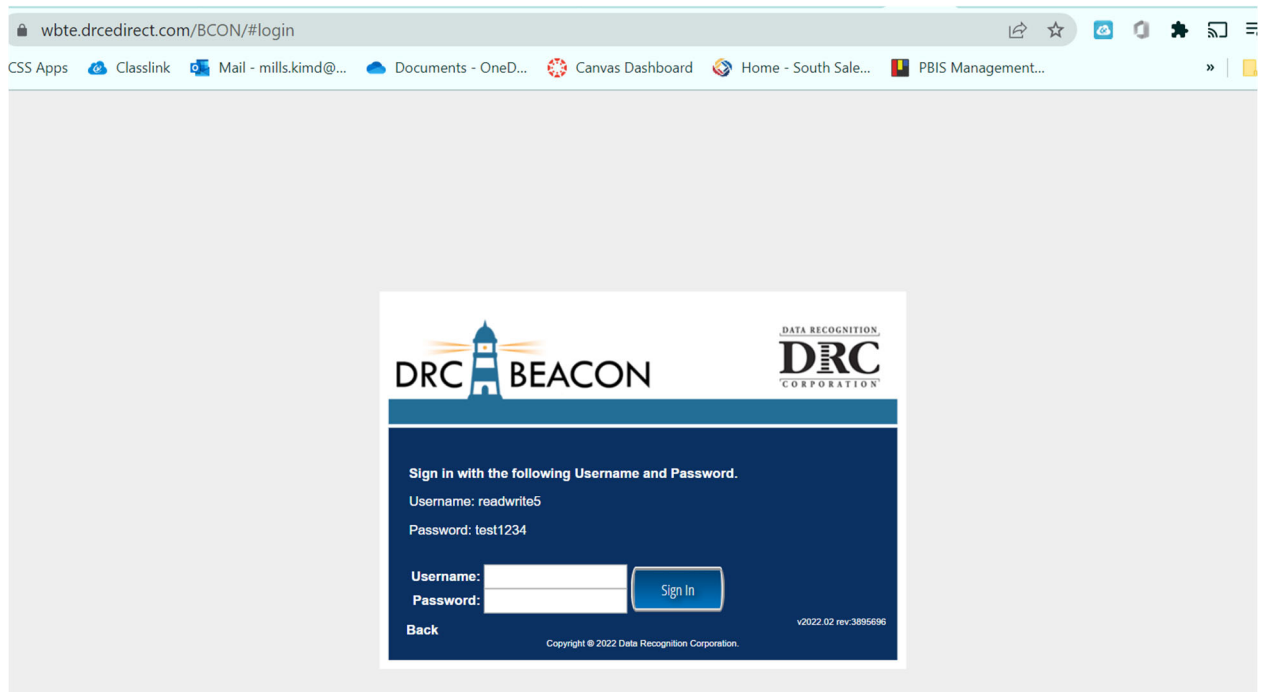 wbte.drcedirect.com/BCON/#login
CSS Apps Classlink Mail - mills.kimd@... Documents - OneD... Canvas Dashboard Home - South Sale... PBIS Management... »
DRC BEACON
DATA RECOGNITION
DRC
CORPORATION
Sign in with the following Username and Password.
Username: readwrite5
Password: test1234
Username:
Password:
Sign In
Back
v2022.02 rev:3895696
Copyright © 2022 Data Recognition Corporation.